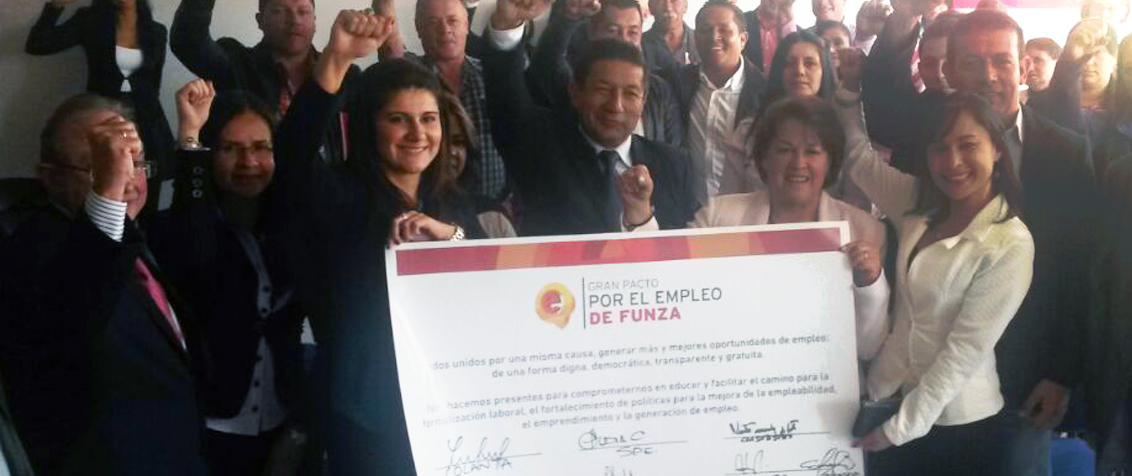 GRAN PACTO
POR EL EMPLEO
DE FUNZA
dos unidos por una misma causa, generar más y mejores oportunidades de empleo;
de una forma digna, democrática, transparente y gratuita.
hacemos presentes para comprometernos en educar y facilitar el camino para la
formalización laboral, el fortalecimiento de políticas para la mejora de la empleabilidad,
el emprendimiento y la generación de empleo.
SPE